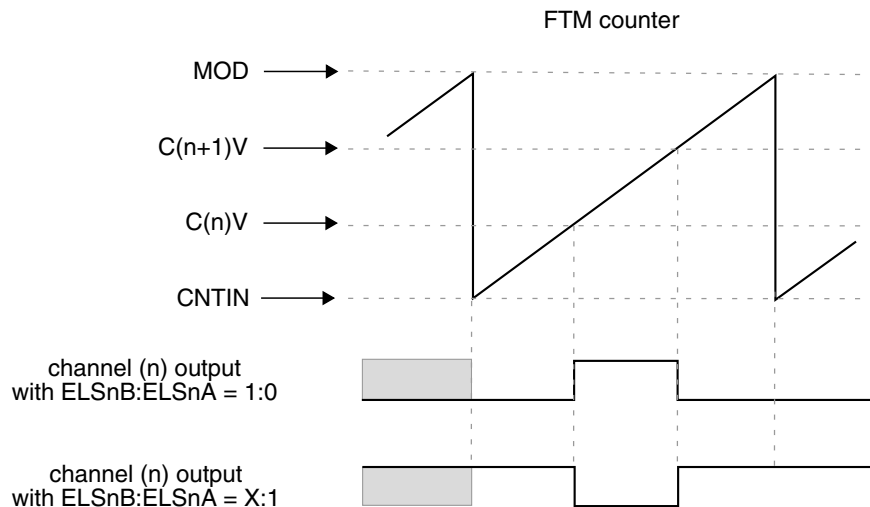 FTM counter
MOD
C(n+1)V
C(n)V
CNTIN
channel (n) output
with ELSnB:ELSnA = 1:0
channel (n) output
with ELSnB:ELSnA = X:1